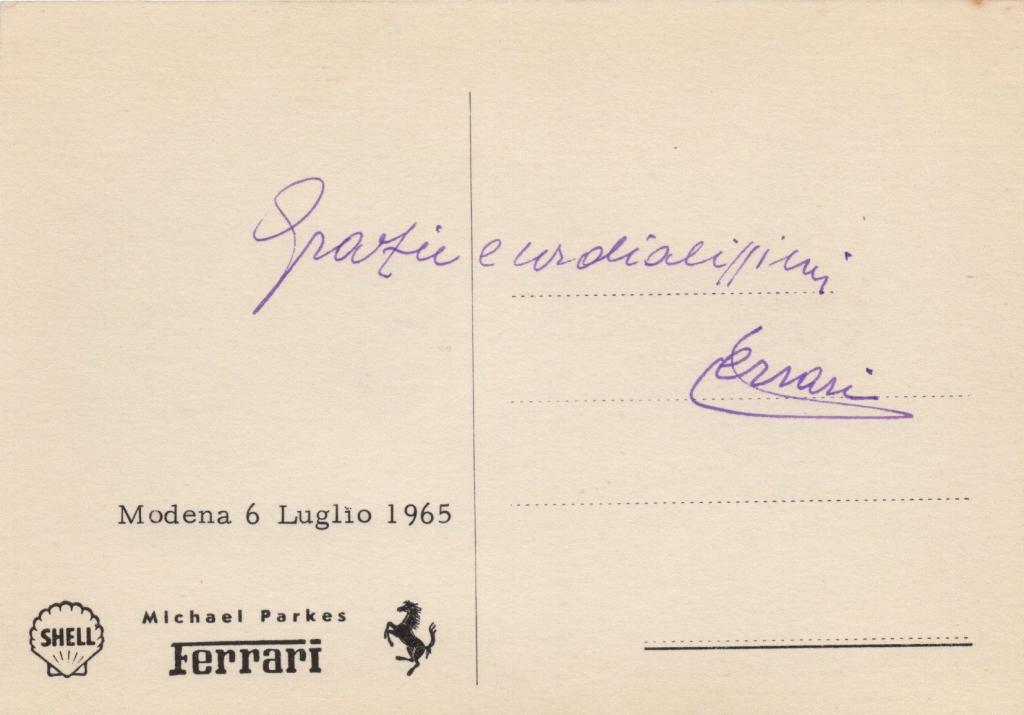 Grazie e cordialissimi
Ferrari
Modena 6 Luglio 1965
SHELL
Michael Parkes
Ferrari